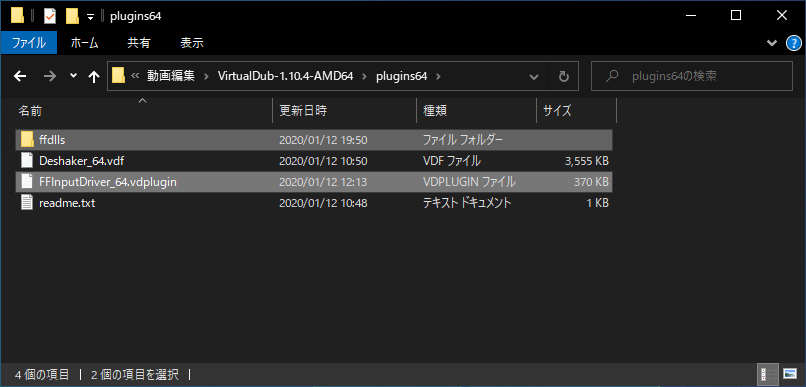 plugins64
ファイル ホーム 共有 表示
« 動画編集 › VirtualDub-1.10.4-AMD64 › plugins64 › plugins64の検索
名前 更新日時 種類 サイズ
ffdlls 2020/01/12 19:50 ファイル フォルダー
Deshaker_64.vdf 2020/01/12 10:50 VDF ファイル 3,555 KB
FFInputDriver_64.vdplugin 2020/01/12 12:13 VDPLUGIN ファイル 370 KB
readme.txt 2020/01/12 10:48 テキスト ドキュメント 1 KB
4 個の項目 2 個の項目を選択